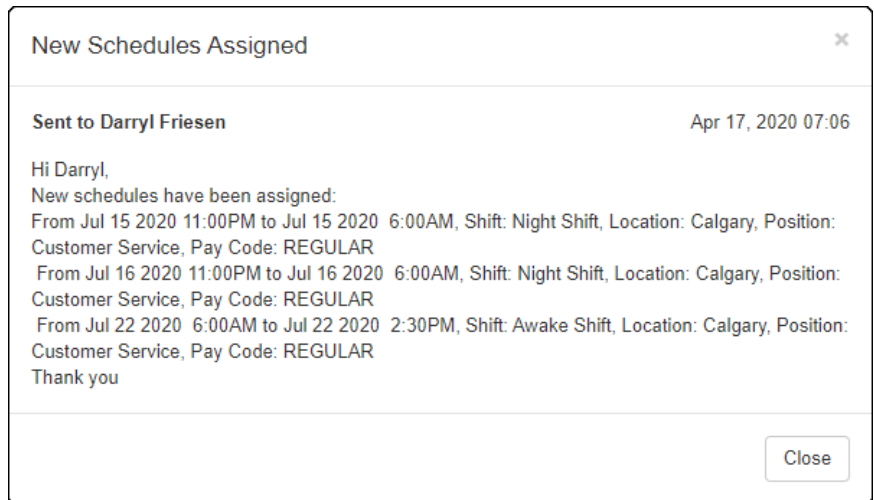 New Schedules Assigned ×
Sent to Darryl Friesen Apr 17, 2020 07:06
Hi Darryl,
New schedules have been assigned:
From Jul 15 2020 11:00PM to Jul 15 2020  6:00AM, Shift: Night Shift, Location: Calgary, Position:
Customer Service, Pay Code: REGULAR
From Jul 16 2020 11:00PM to Jul 16 2020  6:00AM, Shift: Night Shift, Location: Calgary, Position:
Customer Service, Pay Code: REGULAR
From Jul 22 2020  6:00AM to Jul 22 2020  2:30PM, Shift: Awake Shift, Location: Calgary, Position:
Customer Service, Pay Code: REGULAR
Thank you
Close